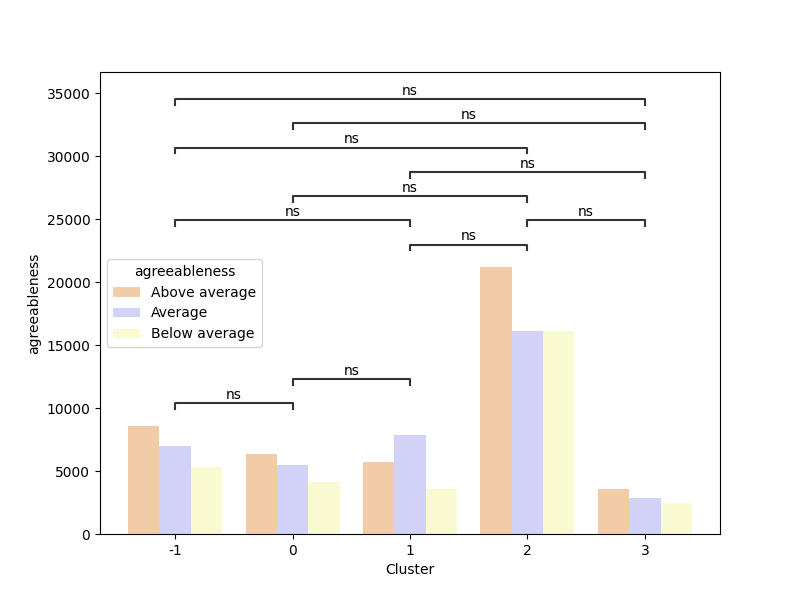 35000
30000
25000
20000
15000
10000
5000
0
agreeableness
ns
ns
ns
ns
ns
ns
ns
ns
ns
ns
agreeableness
Above average
Average
Below average
-1
0
1
2
3
Cluster